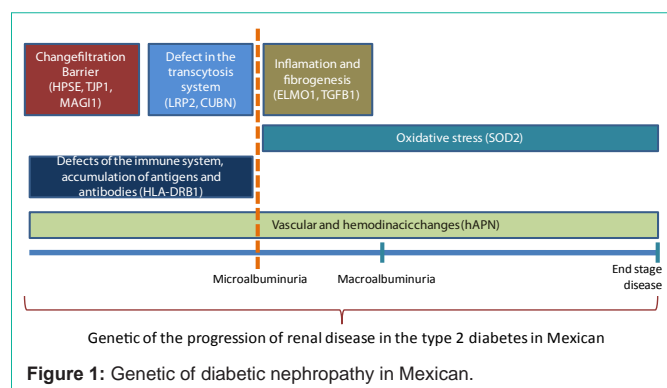 Changefiltration
Barrier
(HPSE, TJP1,
MAGI1)
Defect in the
transcytosis
system
(LRP2, CUBN)
Inflamation and
fibrogenesis
(ELMO1, TGFB1)
Oxidative stress (SOD2)
Defects of the immune system,
accumulation of antigens and
antibodies (HLA-DRB1)
Vascular and hemodinacicchanges (hAPN)
Microalbuminuria
Macroalbuminuria
End stage
disease
Genetic of the progression of renal disease in the type 2 diabetes in Mexican
Figure 1: Genetic of diabetic nephropathy in Mexican.